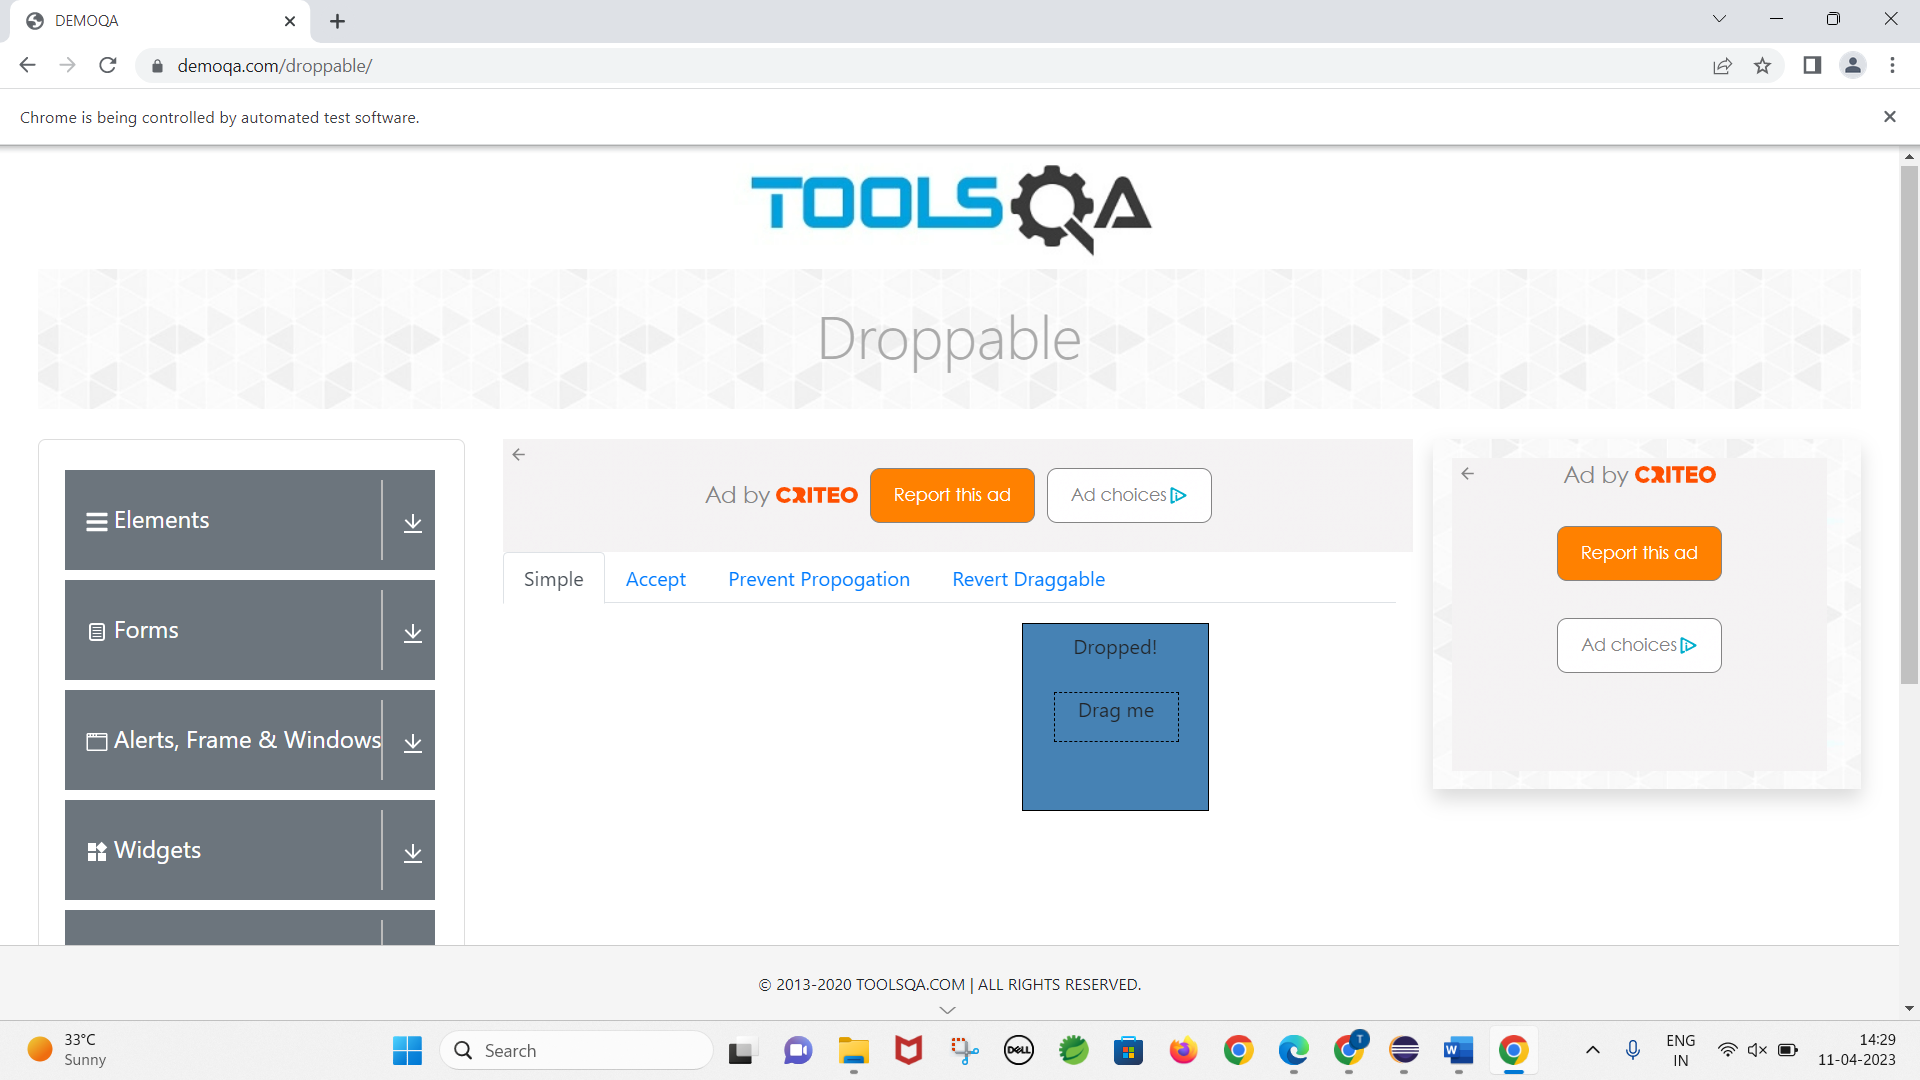 DEMOQA
demoqa.com/droppable/
Chrome is being controlled by automated test software.
TOOLSQA
Droppable
Elements
Forms
Alerts, Frame & Windows
Widgets
Ad by CRITEO
Report this ad
Ad choices
Simple
Accept
Prevent Propogation
Revert Draggable
Dropped!
Drag me
Ad by CRITEO
Report this ad
Ad choices
© 2013-2020 TOOLSQA.COM | ALL RIGHTS RESERVED.
33°C
Sunny
Search
DELL
T
W
ENG
IN
14:29
11-04-2023